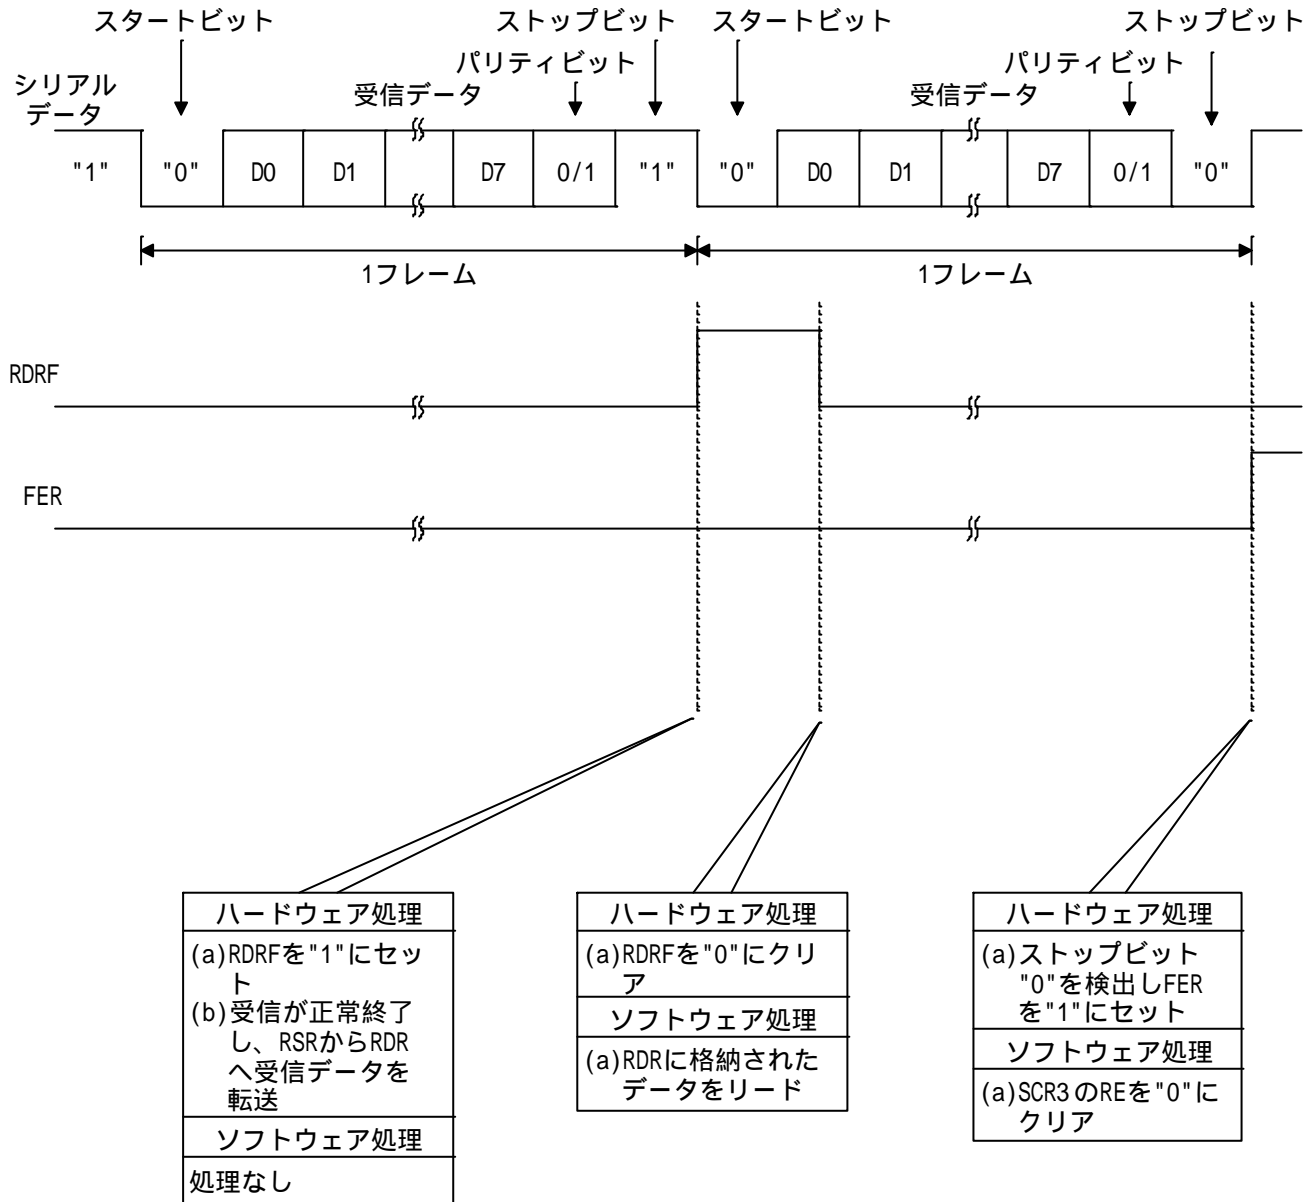 スタートビット
ストップビット
スタートビット
ストップビット
パリティビット
パリティビット
シリアル
データ
受信データ
受信データ
"1"
"0"
D0
D1
D7
0/1
"1"
"0"
D0
D1
D7
0/1
"0"
1フレーム
1フレーム
RDRF
FER
ハードウェア処理
(a)RDRFを"1"にセッ
ト
(b)受信が正常終了
し、RSRからRDR
へ受信データを
転送
ソフトウェア処理
処理なし
ハードウェア処理
(a)RDRFを"0"にクリ
ア
ソフトウェア処理
(a)RDRに格納された
データをリード
ハードウェア処理
(a)ストップビット
"0"を検出しFER
を"1"にセット
ソフトウェア処理
(a)SCR3のREを"0"に
クリア